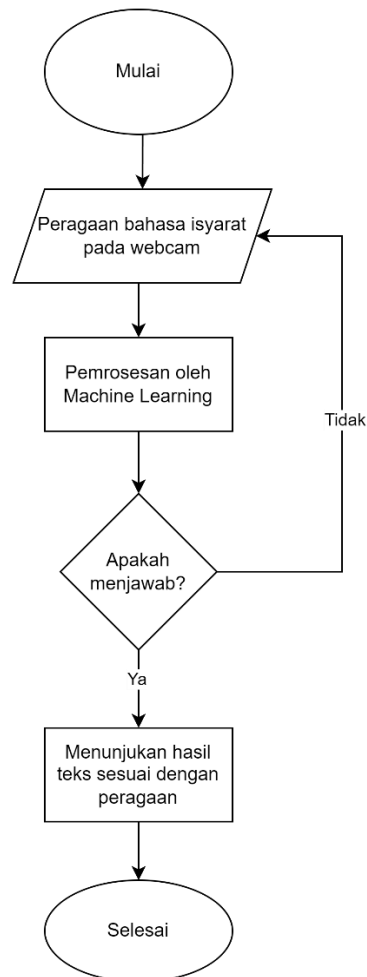 Mulai
Peragaan bahasa isyarat
pada webcam
Pemrosesan oleh
Machine Learning
Tidak
Apakah
menjawab?
Ya
Menunjukan hasil
teks sesuai dengan
peragaan
Selesai